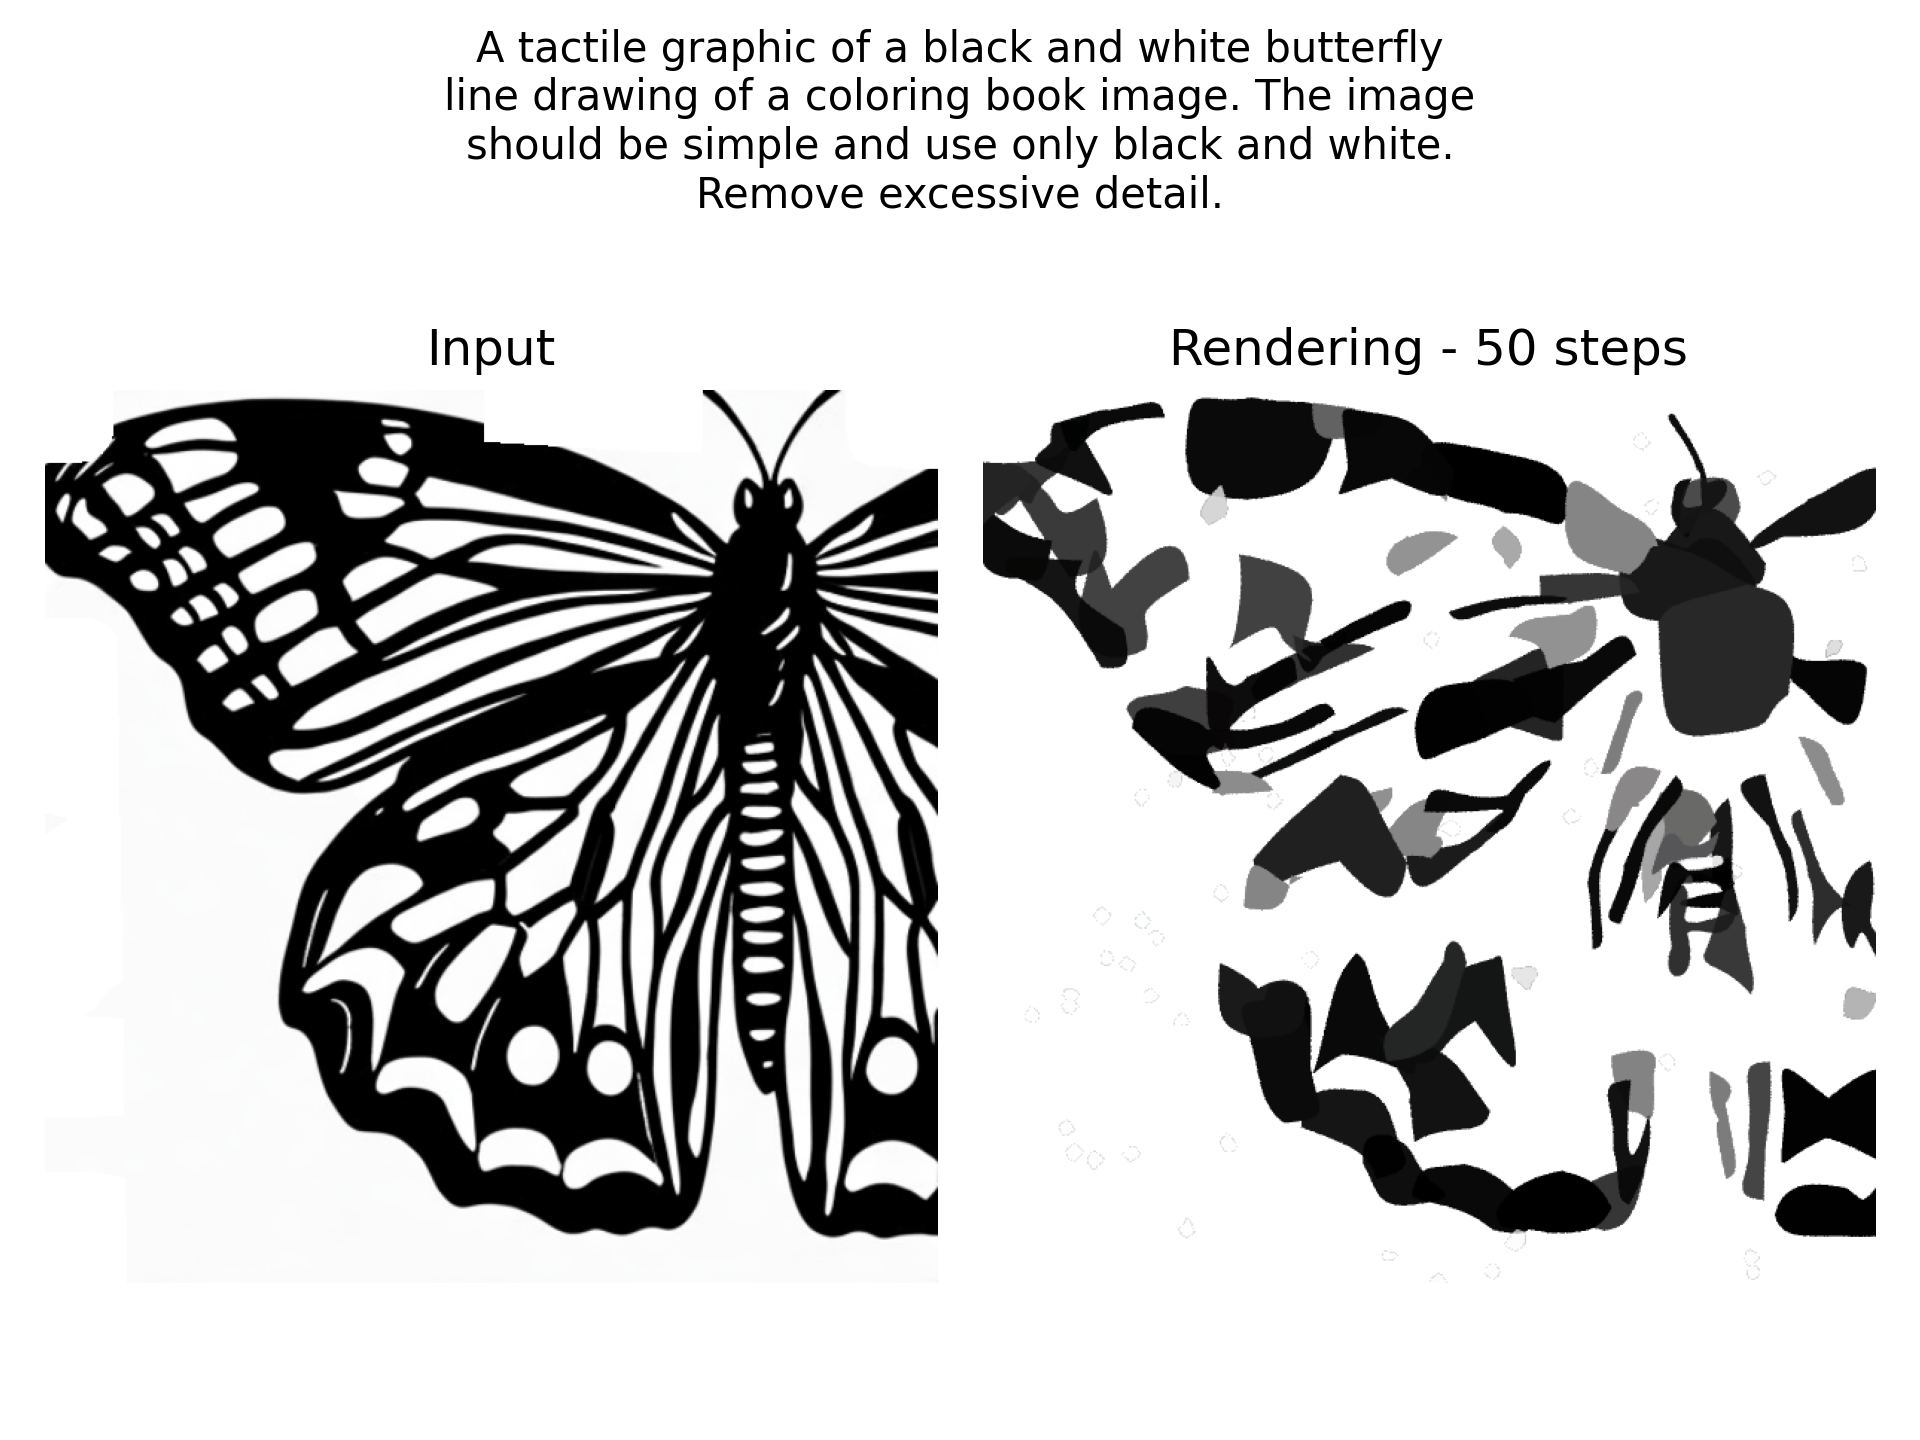 A tactile graphic of a black and white butterfly
line drawing of a coloring book image. The image
should be simple and use only black and white.
Remove excessive detail.
Input
Rendering - 50 steps